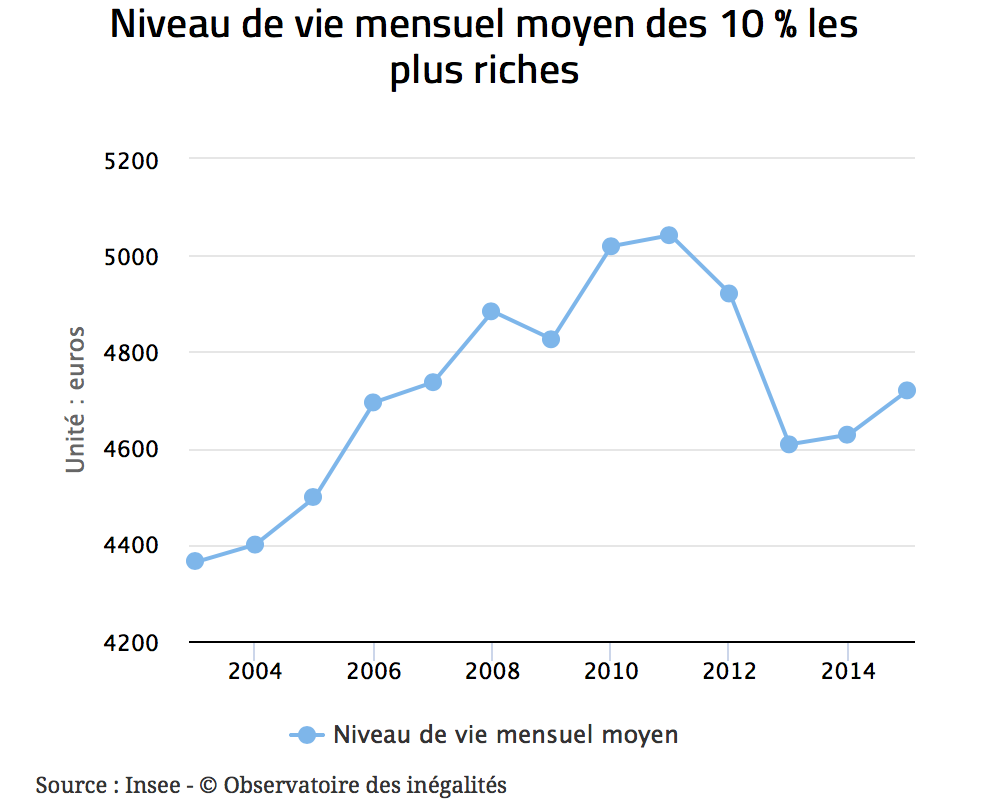 Niveau de vie mensuel moyen des 10 % les
plus riches
5200
5000
4800
4600
4400
4200
Unité : euros
2004 2006 2008 2010 2012 2014
Niveau de vie mensuel moyen
Source : Insee - © Observatoire des inégalités